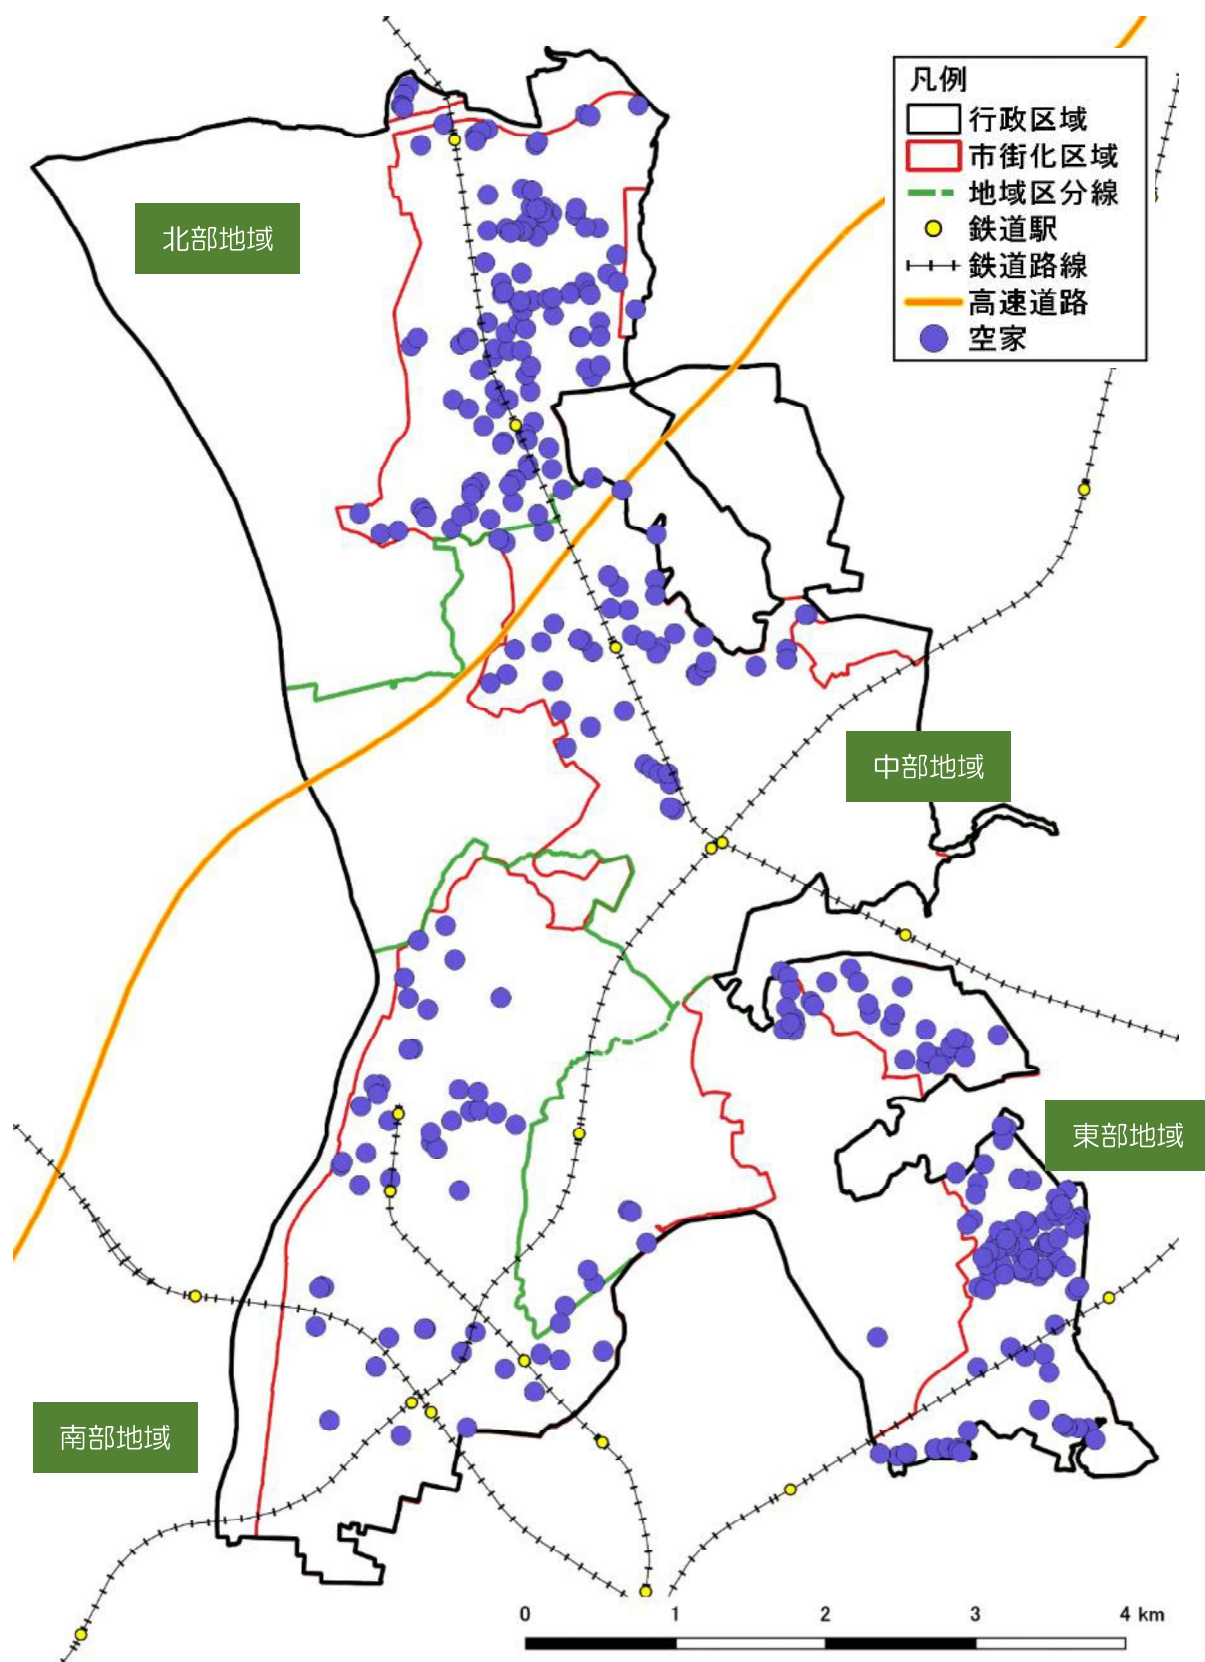 凡例
行政区域
市街化区域
地域区分線
鉄道駅
鉄道路線
高速道路
空家
北部地域
中部地域
東部地域
南部地域
0 1 2 3 4 km